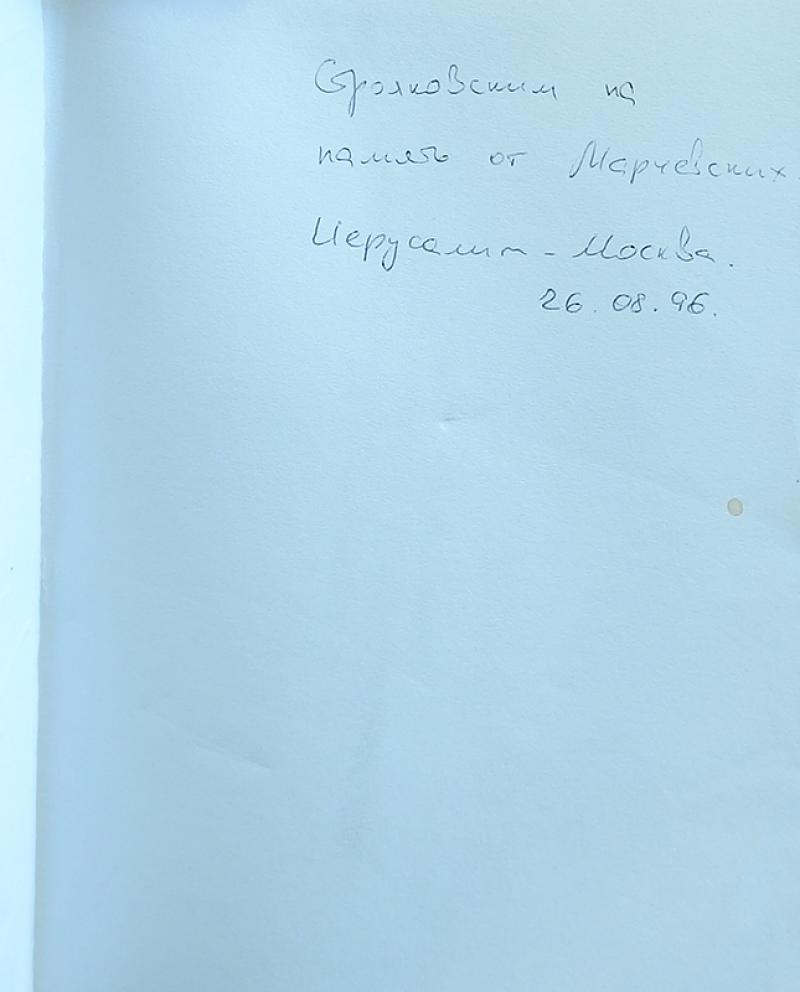 на
память от Марчевских.
Иерусалим - Москва.
26.08.96.